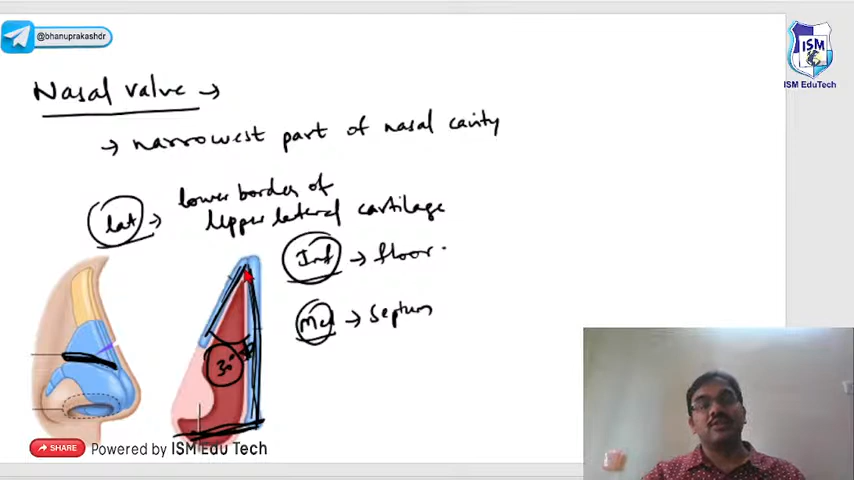 @bhanuprakashdr
ISM
ISM EduTech
Nasal valve →
→ narrowest part of nasal cavity
lat → lower border of
upper lateral cartilage
Inf → floor.
Med → Septum
30°
SHARE Powered by ISM Edu Tech